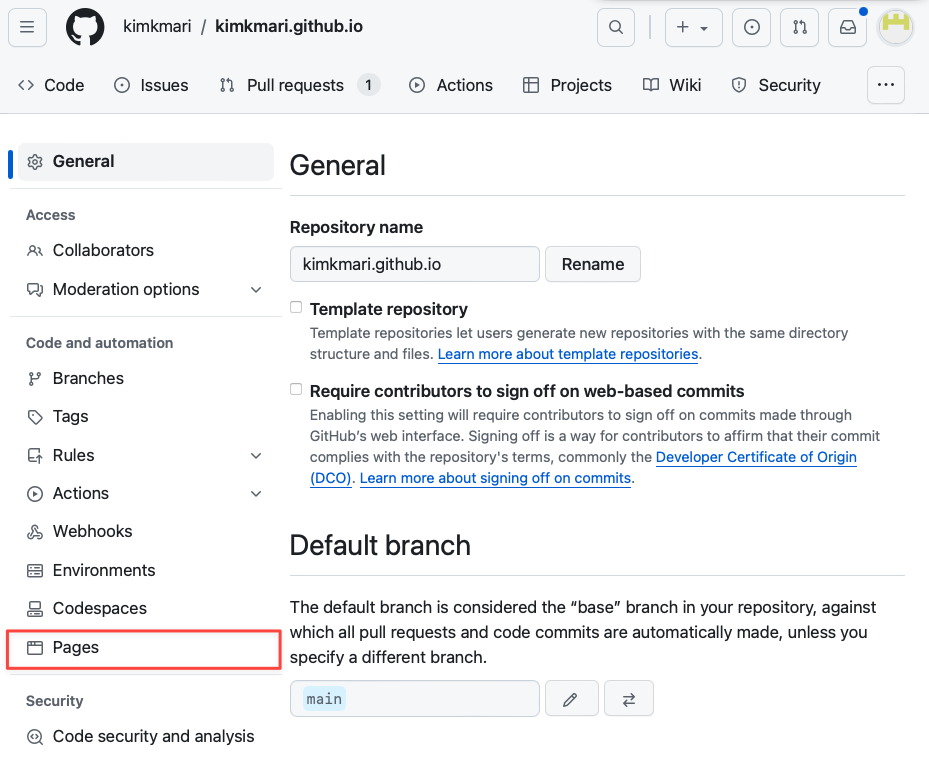 kimkmari / kimkmari.github.io
Code Issues Pull requests 1 Actions Projects Wiki Security
General
Access
Collaborators
Moderation options
Code and automation
Branches
Tags
Rules
Actions
Webhooks
Environments
Codespaces
Pages
Security
Code security and analysis
General
Repository name
kimkmari.github.io Rename
Template repository
Template repositories let users generate new repositories with the same directory
structure and files. Learn more about template repositories.
Require contributors to sign off on web-based commits
Enabling this setting will require contributors to sign off on commits made through
GitHub’s web interface. Signing off is a way for contributors to affirm that their commit
complies with the repository's terms, commonly the Developer Certificate of Origin
(DCO). Learn more about signing off on commits.
Default branch
The default branch is considered the “base” branch in your repository, against
which all pull requests and code commits are automatically made, unless you
specify a different branch.
main